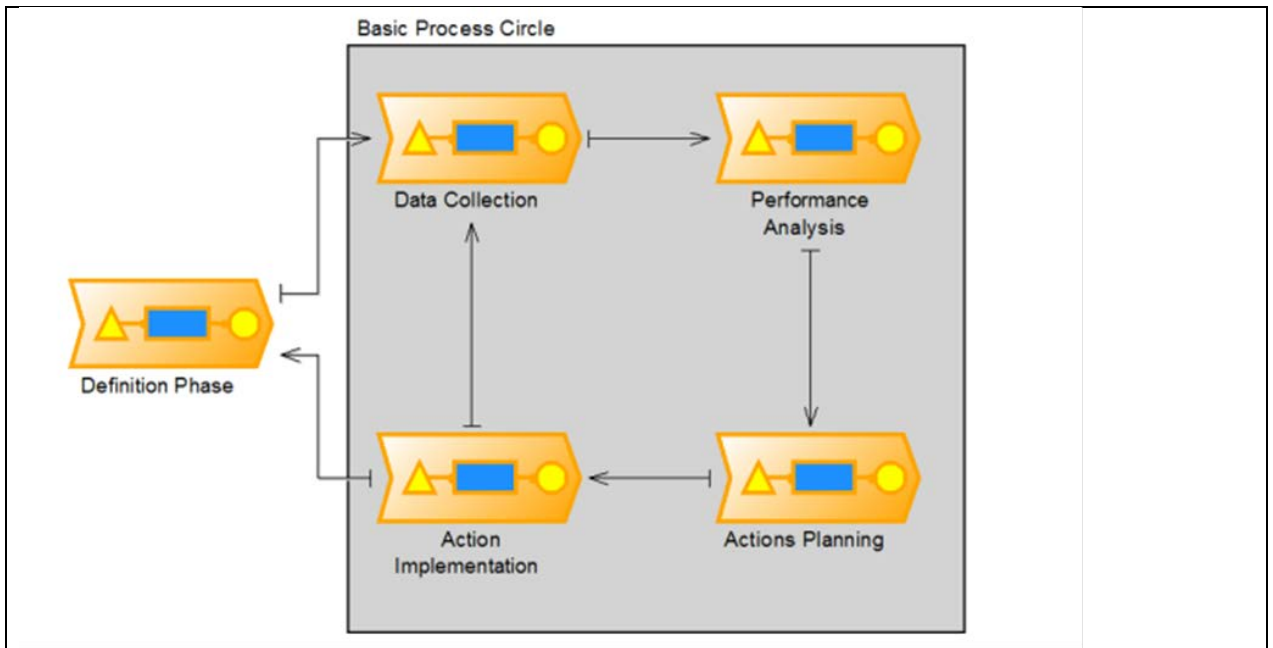 Basic Process Circle
Data Collection
Performance
Analysis
Definition Phase
Action
Implementation
Actions Planning